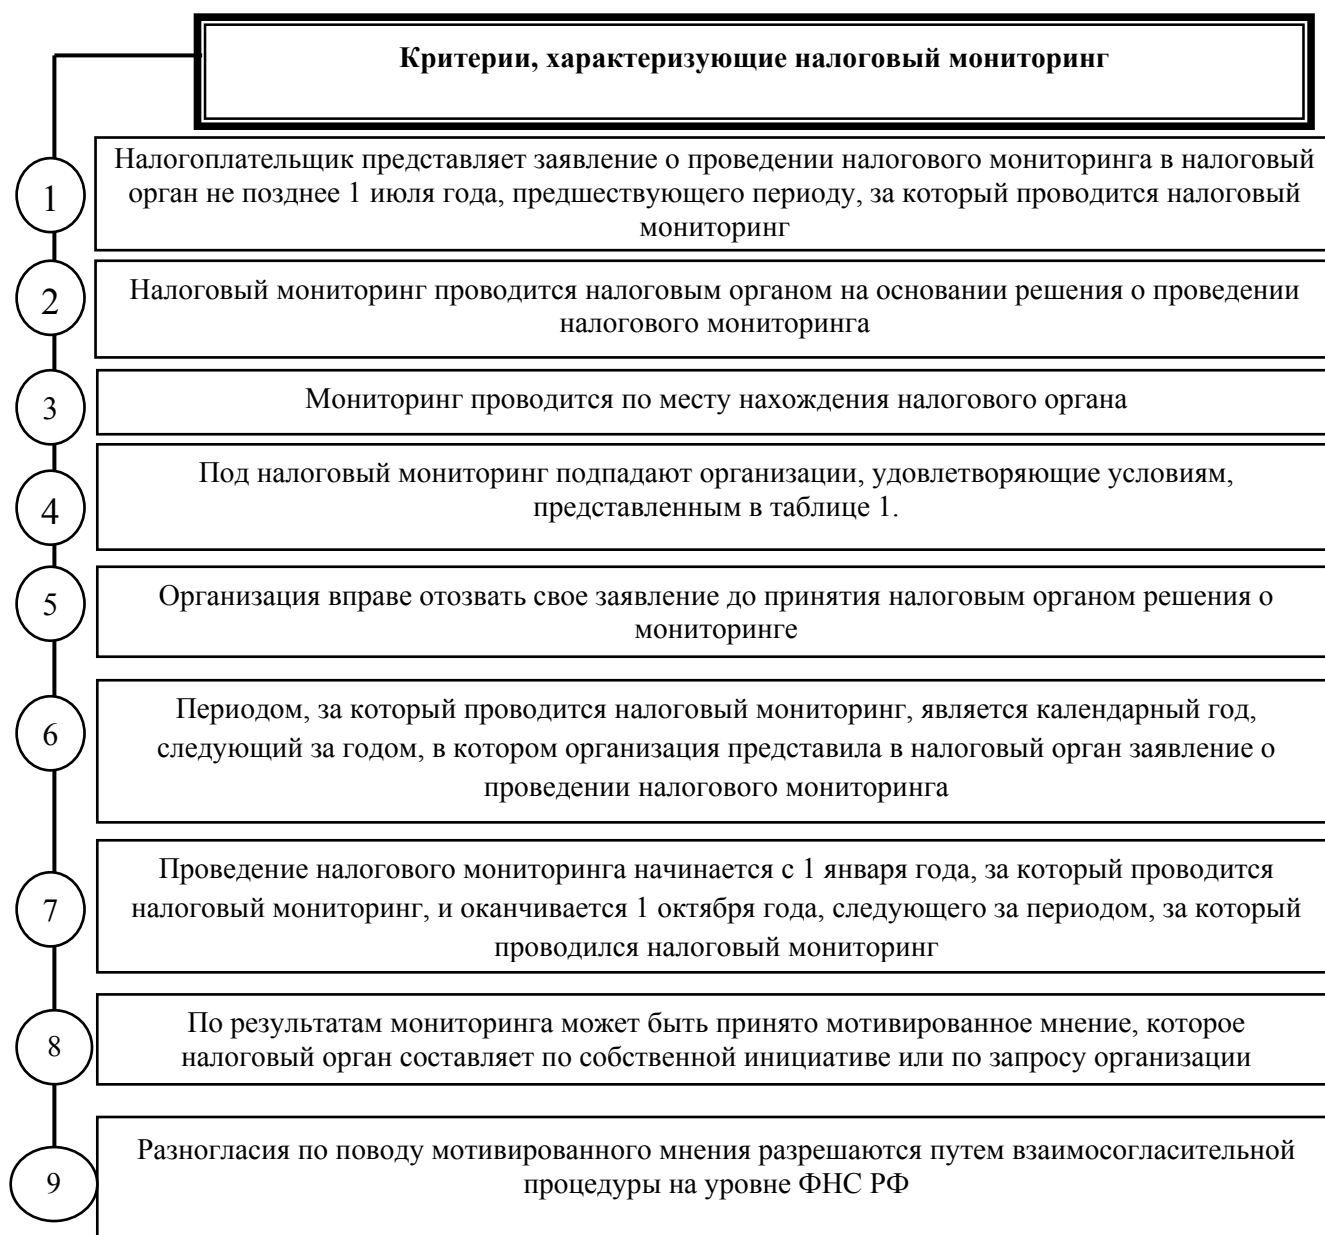 Критерии, характеризующие налоговый мониторинг
1
Налогоплательщик представляет заявление о проведении налогового мониторинга в налоговый
орган не позднее 1 июля года, предшествующего периоду, за который проводится налоговый
мониторинг
2
Налоговый мониторинг проводится налоговым органом на основании решения о проведении
налогового мониторинга
3
Мониторинг проводится по месту нахождения налогового органа
4
Под налоговый мониторинг подпадают организации, удовлетворяющие условиям,
представленным в таблице 1.
5
Организация вправе отозвать свое заявление до принятия налоговым органом решения о
мониторинге
6
Периодом, за который проводится налоговый мониторинг, является календарный год,
следующий за годом, в котором организация представила в налоговый орган заявление о
проведении налогового мониторинга
7
Проведение налогового мониторинга начинается с 1 января года, за который проводится
налоговый мониторинг, и оканчивается 1 октября года, следующего за периодом, за который
проводился налоговый мониторинг
8
По результатам мониторинга может быть принято мотивированное мнение, которое
налоговый орган составляет по собственной инициативе или по запросу организации
9
Разногласия по поводу мотивированного мнения разрешаются путем взаимосогласительной
процедуры на уровне ФНС РФ